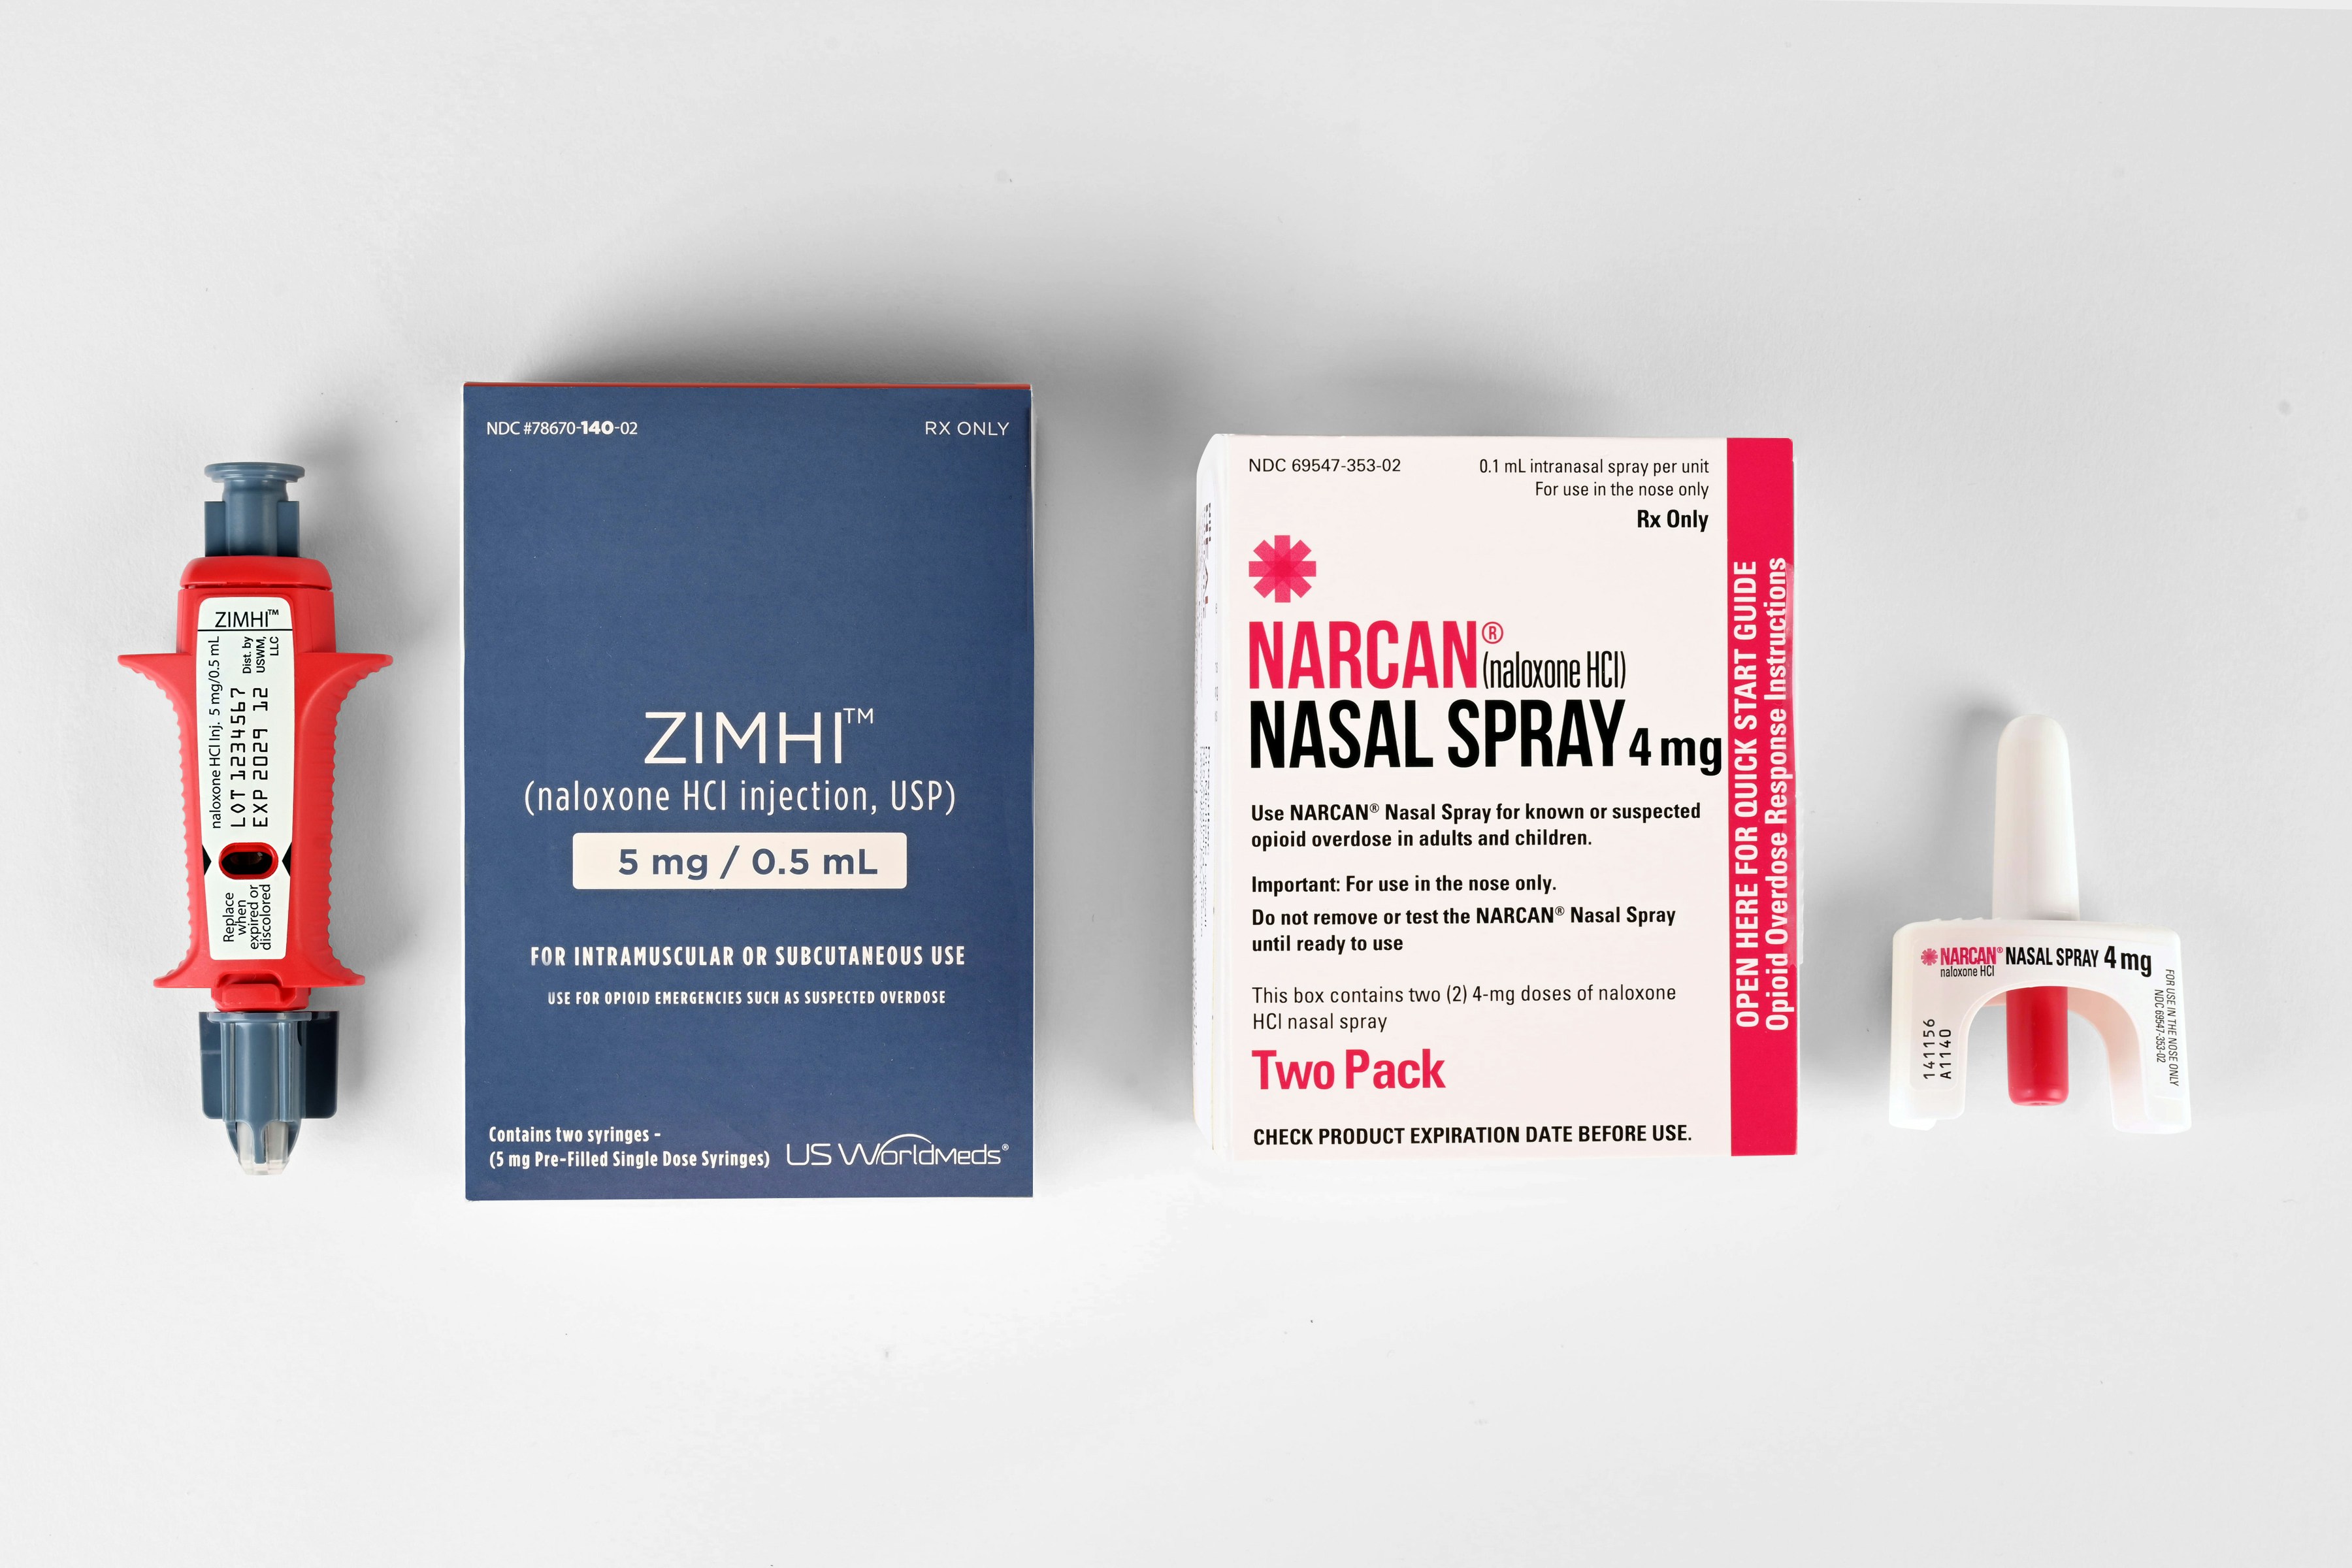 ZIMHI™
naloxone HCl Inj. 5 mg/0.5 mL
Dist. by
USWM,
LLC
LOT 1234567
EXP 2029 12
Replace
when
expired or
discolored
NDC #78670-140-02
RX ONLY
ZIMHI™
(naloxone HCl injection, USP)
5 mg / 0.5 mL
FOR INTRAMUSCULAR OR SUBCUTANEOUS USE
USE FOR OPIOID EMERGENCIES SUCH AS SUSPECTED OVERDOSE
Contains two syringes –
(5 mg Pre-Filled Single Dose Syringes)
US WorldMeds®
NDC 69547-353-02
0.1 mL intranasal spray per unit
For use in the nose only
Rx Only
NARCAN® (naloxone HCl)
NASAL SPRAY 4 mg
Use NARCAN® Nasal Spray for known or suspected
opioid overdose in adults and children.
Important: For use in the nose only.
Do not remove or test the NARCAN® Nasal Spray
until ready to use
This box contains two (2) 4-mg doses of naloxone
HCl nasal spray
Two Pack
CHECK PRODUCT EXPIRATION DATE BEFORE USE.
OPEN HERE FOR QUICK START GUIDE
Opioid Overdose Response Instructions
NARCAN® NASAL SPRAY 4 mg
naloxone HCl
141156
A1140
FOR USE IN THE NOSE ONLY
NDC 69547-353-02